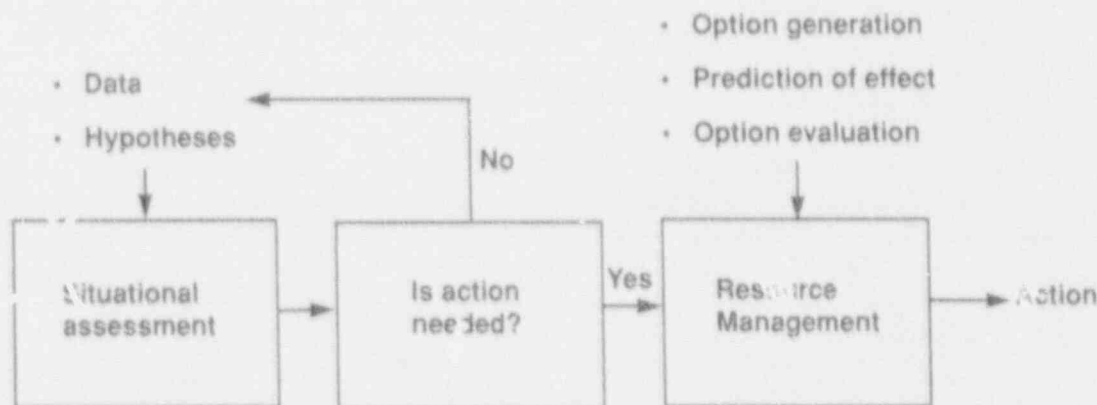 · Option generation
· Prediction of effect
· Option evaluation
· Data
· Hypotheses
No
Situational
assessment
Is action
needed?
Yes
Resource
Management
Action